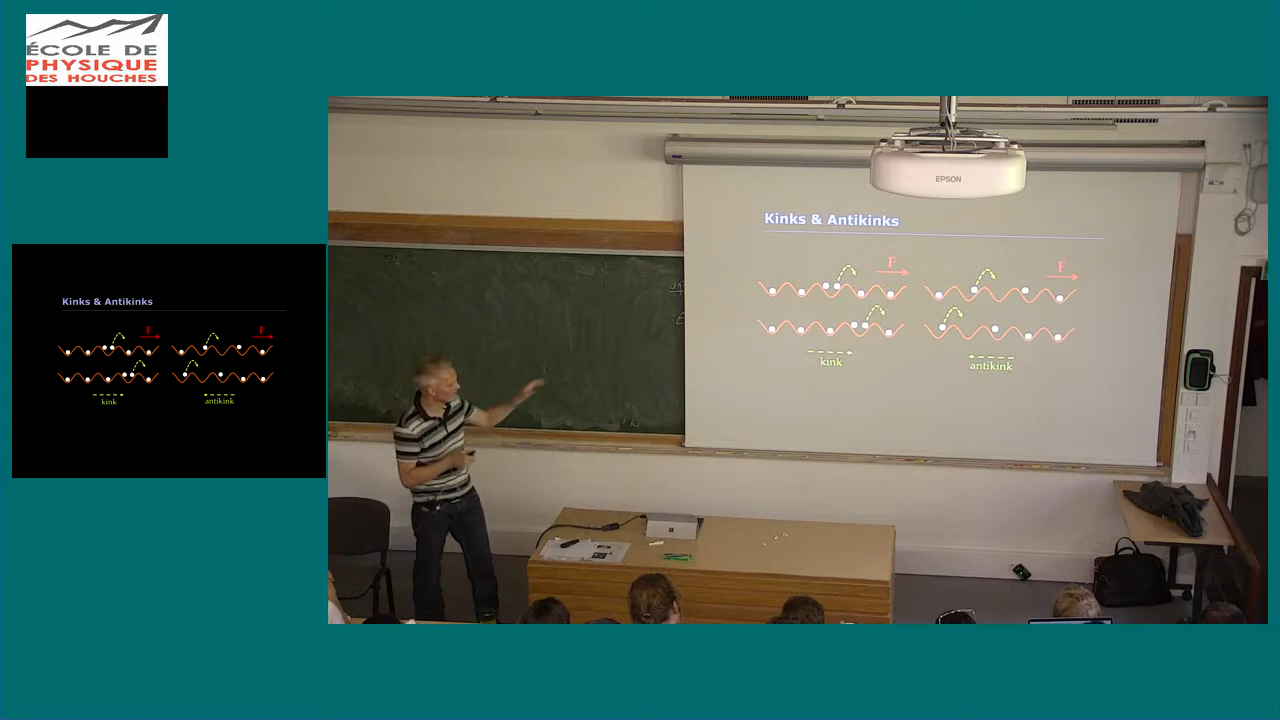 ÉCOLE DE
PHYSIQUE
DES HOUCHES
Kinks & Antikinks
F
F
kink
antikink
EPSON
Kinks & Antikinks
F
F
kink
antikink